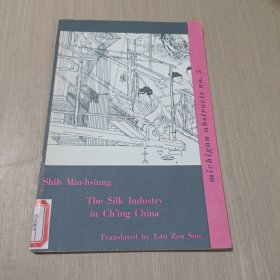 michigan abstracts no. 5
Shih Min-hsiung
The Silk Industry
in Ch'ing China
Translated by E-tu Zen Sun